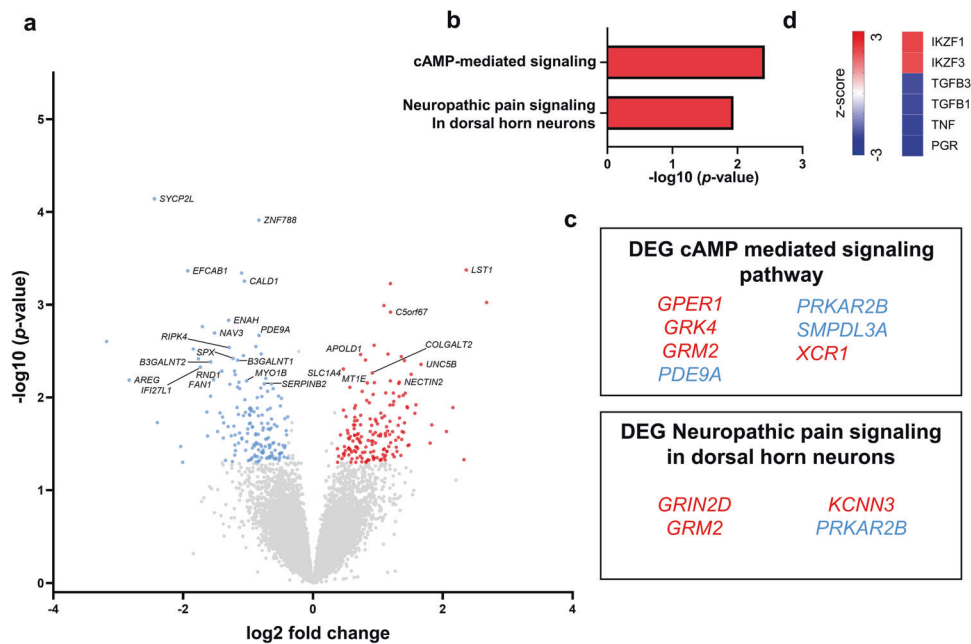 a
-log10 (p-value)
5
4
3
2
1
0
SYCP2L
ZNF788
EFCAB1
CALD1
LST1
ENAH
C5orf67
RIPK4
NAV3
PDE9A
SPX
APOLD1
COLGALT2
B3GALNT2
B3GALNT1
SLC1A4
UNC5B
AREG
RND1
MYO1B
MT1E
NECTIN2
IFI27L1
FAN1
SERPINB2
-4
-2
0
2
4
log2 fold change
b
cAMP-mediated signaling
Neuropathic pain signaling
In dorsal horn neurons
0
1
2
3
-log10 (p-value)
d
z-score
3
-3
IKZF1
IKZF3
TGFB3
TGFB1
TNF
PGR
c
DEG cAMP mediated signaling
pathway
GPER1
GRK4
GRM2
PDE9A
PRKAR2B
SMPDL3A
XCR1
DEG Neuropathic pain signaling
in dorsal horn neurons
GRIN2D
GRM2
KCNN3
PRKAR2B